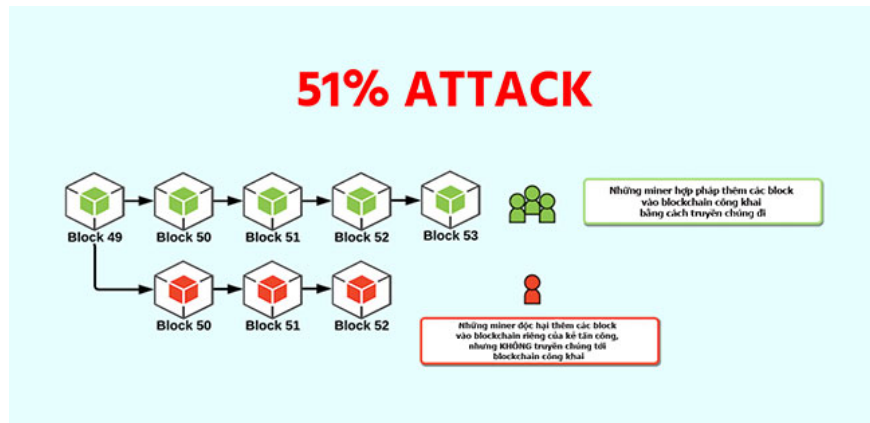 51% ATTACK
Block 49
Block 50
Block 51
Block 52
Block 53
Những miner hợp pháp thêm các block
vào blockchain công khai
bằng cách truyền chúng đi
Block 50
Block 51
Block 52
Những miner độc hại thêm các block
vào blockchain riêng của kẻ tấn công,
nhưng KHÔNG truyền chúng tới
blockchain công khai